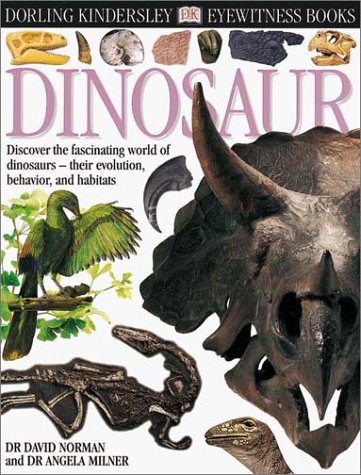 DORLING KINDERSLEY DK EYEWITNESS BOOKS
DINOSAUR
Discover the fascinating world of
dinosaurs – their evolution,
behavior, and habitats
DR DAVID NORMAN
and DR ANGELA MILNER